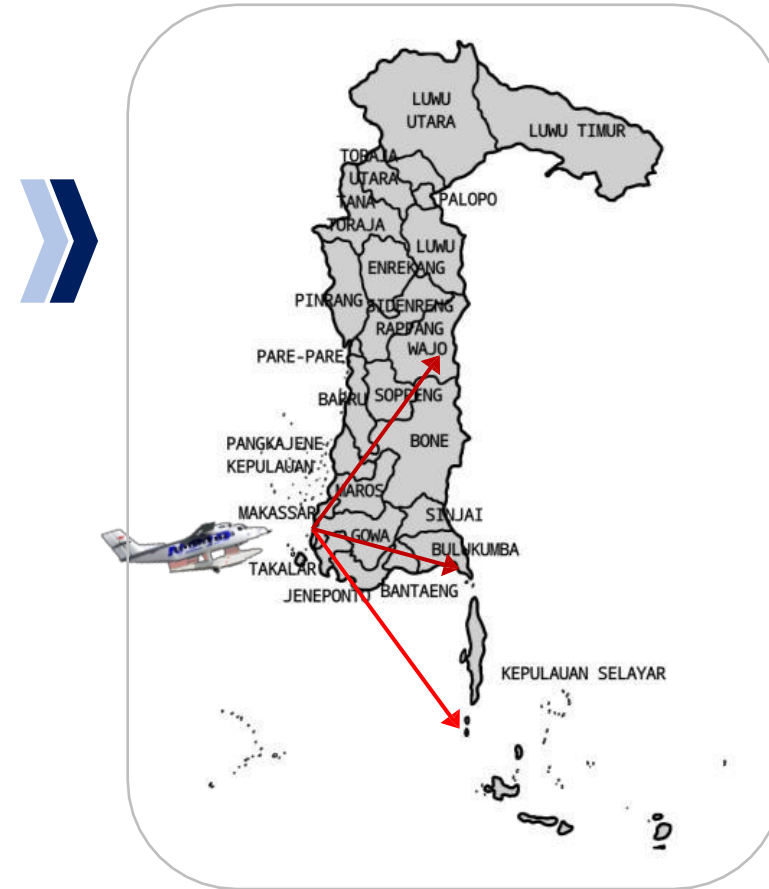 LUWU
UTARA
LUWU TIMUR
TORAJA
UTARA
PALOPO
TANA
TORAJA
LUWU
ENREKANG
PINRANG
SIDENRENG
RAPPANG
WAJO
PARE-PARE
BARRU
SOPPENG
BONE
PANGKAJENE
KEPULAUAN
MAROS
MAKASSAR
SINJAI
GOWA
BULUKUMBA
TAKALAR
BANTAENG
JENEPONTO
KEPULAUAN SELAYAR